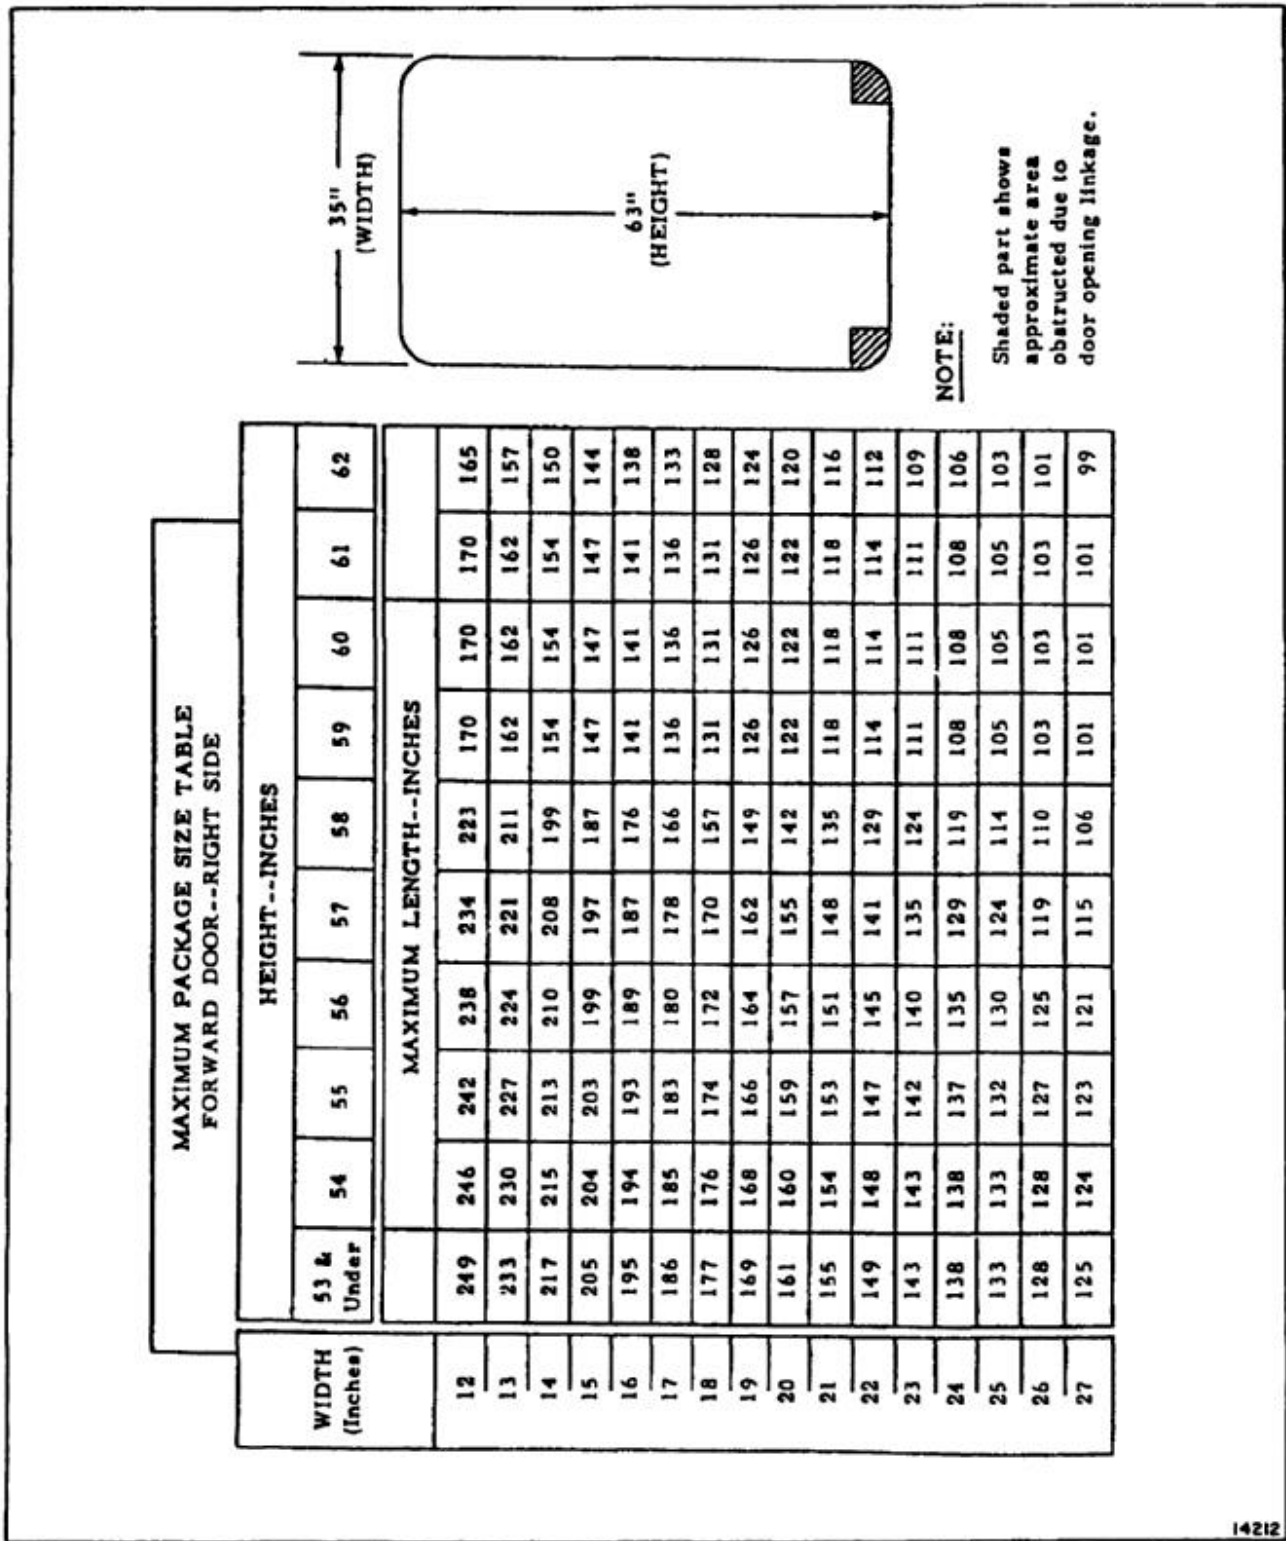 MAXIMUM PACKAGE SIZE TABLE
FORWARD DOOR--RIGHT SIDE
WIDTH
(Inches)
HEIGHT--INCHES
53 &
Under
54 55 56 57 58 59 60 61 62
MAXIMUM LENGTH--INCHES
12 249 246 242 238 234 223 170 170 170 165
13 233 230 227 224 221 211 162 162 162 157
14 217 215 213 210 208 199 154 154 154 150
15 205 204 203 199 197 187 147 147 147 144
16 195 194 193 189 187 176 141 141 141 138
17 186 185 183 180 178 166 136 136 136 133
18 177 176 174 172 170 157 131 131 131 128
19 169 168 166 164 162 149 126 126 126 124
20 161 160 159 157 155 142 122 122 122 120
21 155 154 153 151 148 135 118 118 118 116
22 149 148 147 145 141 129 114 114 114 112
23 143 143 142 140 135 124 111 111 111 109
24 138 138 137 135 129 119 108 108 108 106
25 133 133 132 130 124 114 105 105 105 103
26 128 128 127 125 119 110 103 103 103 101
27 125 124 123 121 115 106 101 101 101 99
35"
(WIDTH)
63"
(HEIGHT)
NOTE:
Shaded part shows
approximate area
obstructed due to
door opening linkage.
14212